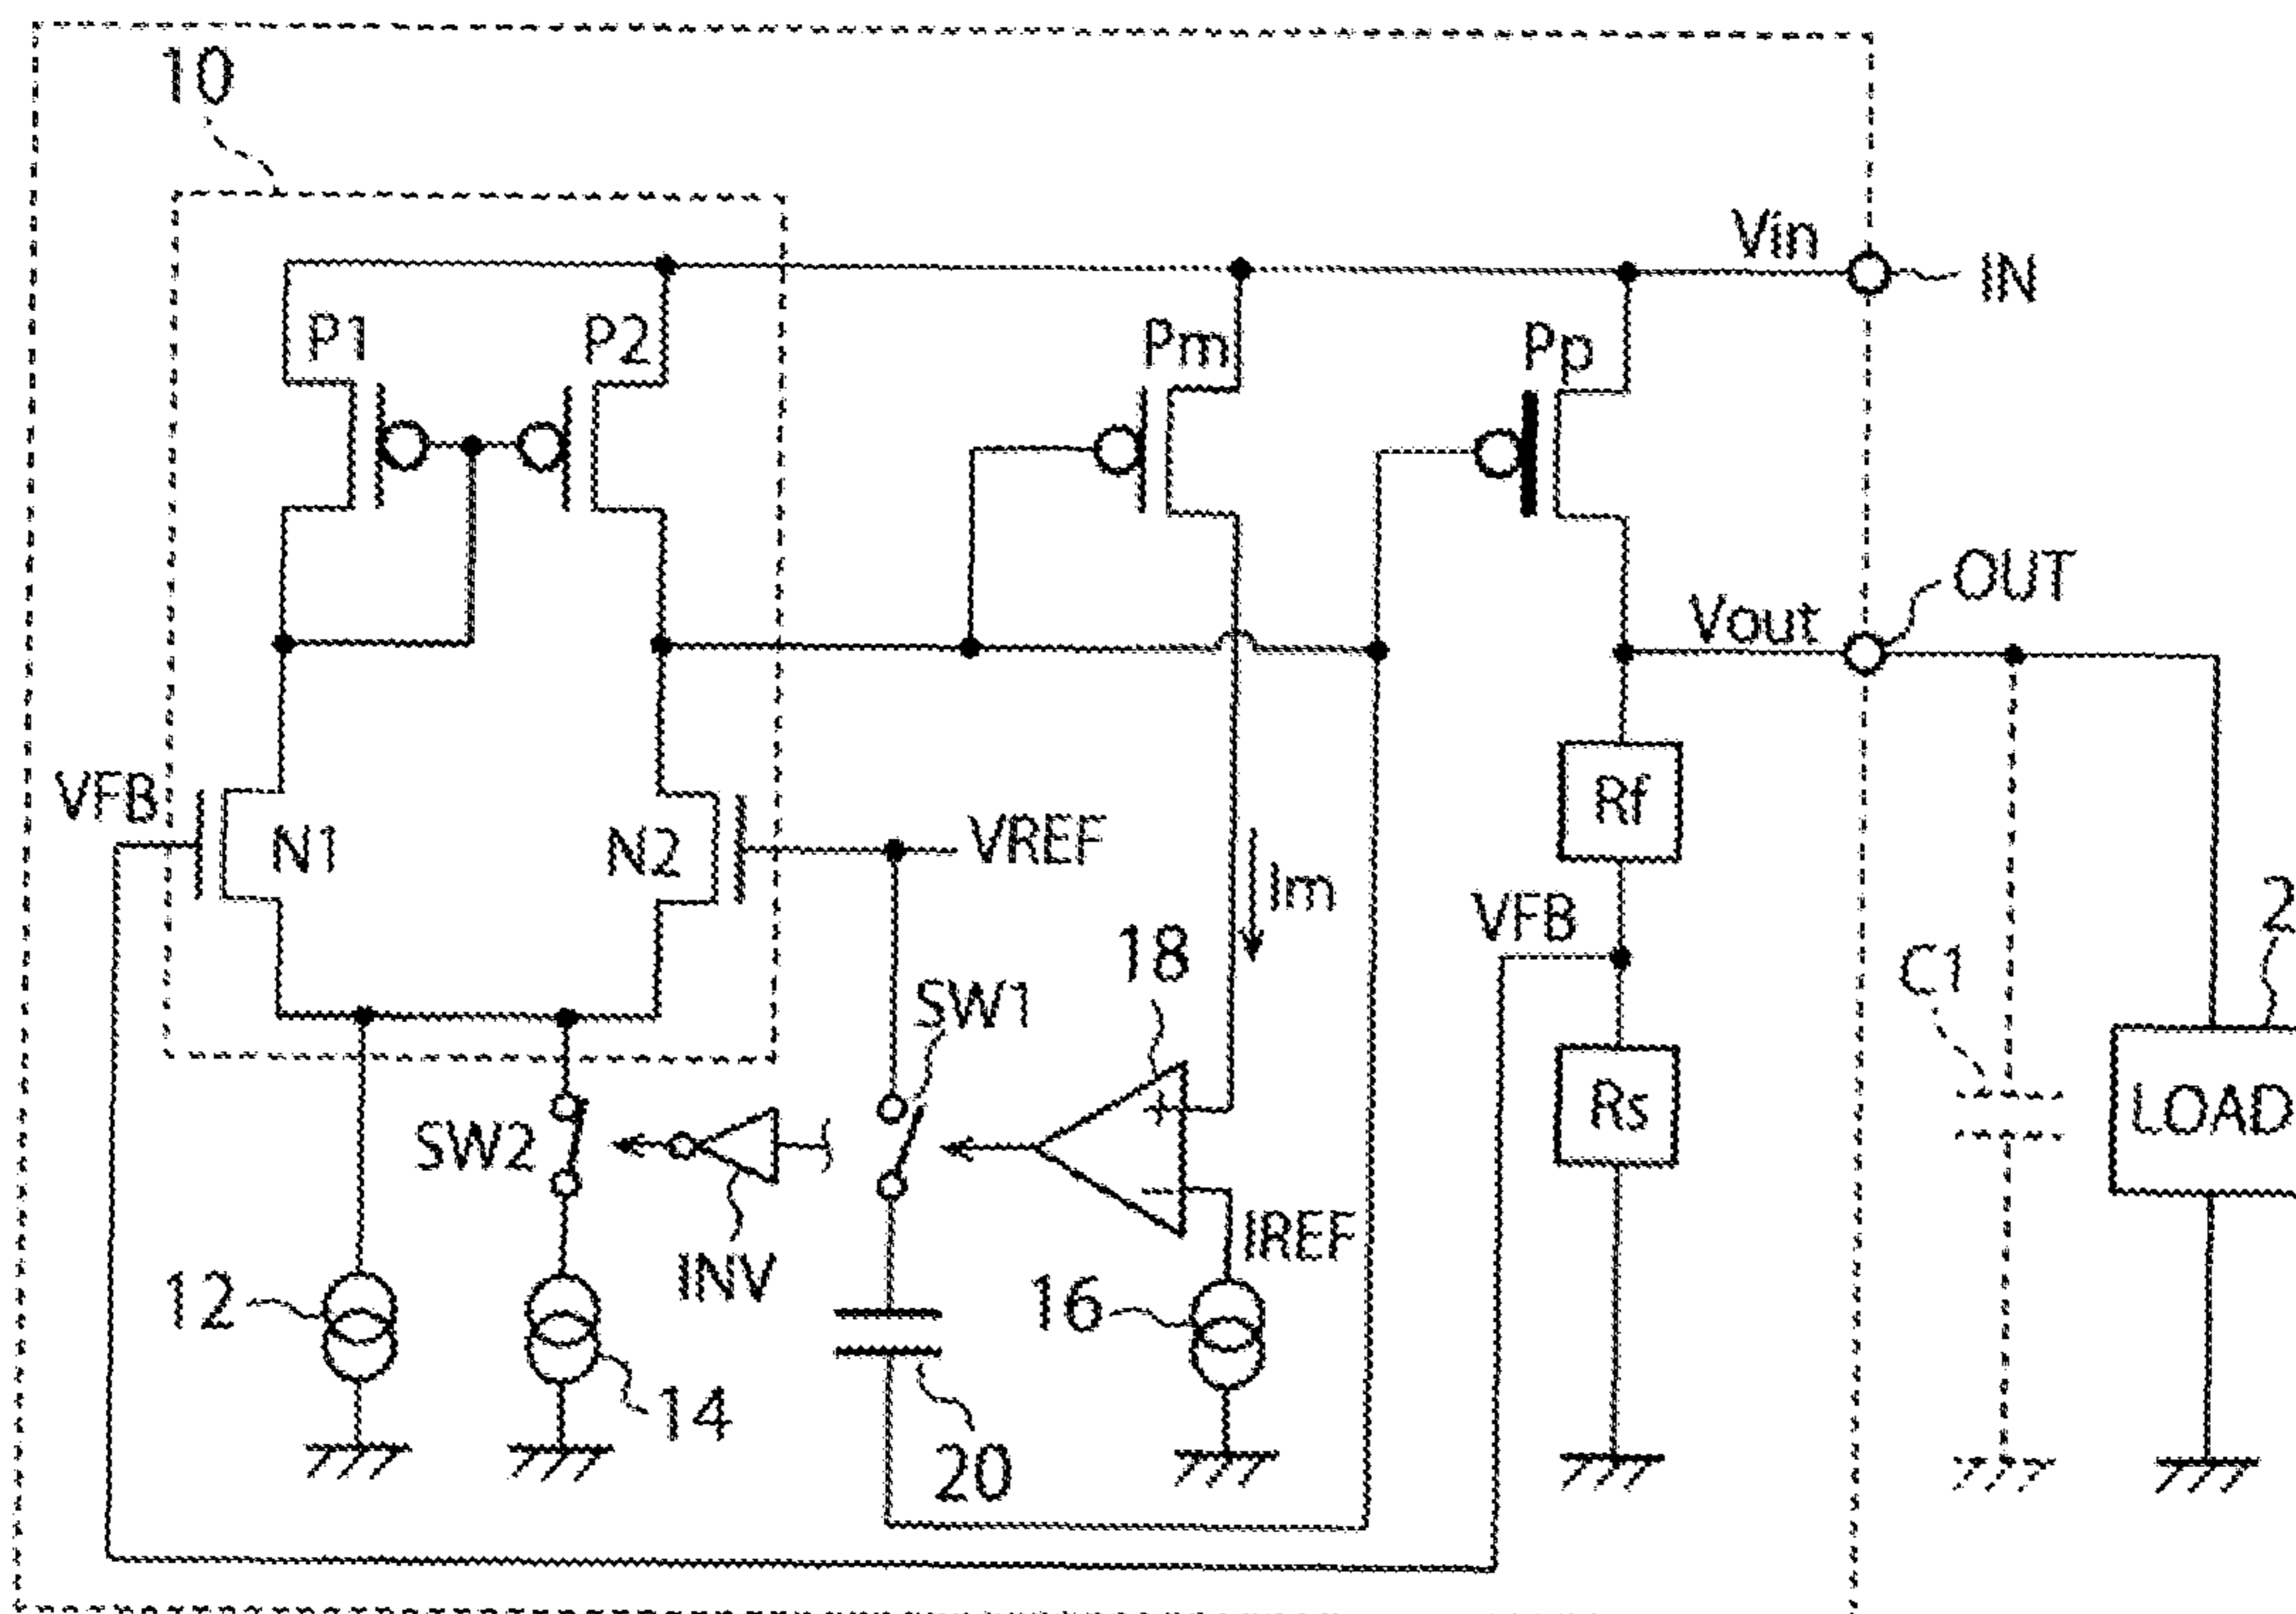 10
Vin
IN
P1
P2
Pm
Pp
OUT
Vout
VFB
N1
N2
VREF
Rf
Im
VFB
18
SW1
C1
2
SW2
Rs
LOAD
INV
IREF
12
16
14
20